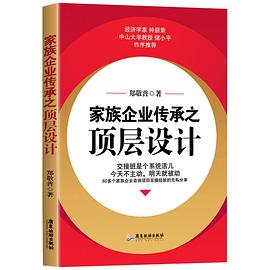 经济学家 钟朋荣
中山大学教授 储小平
作序推荐
家族企业传承之
顶层设计
交接班是个系统活儿
今天不主动，明天就被动
60多个家族企业咨询项目实操经验的无私分享
郑敬普◎著
家族企业传承之顶层设计
郑敬普◎著